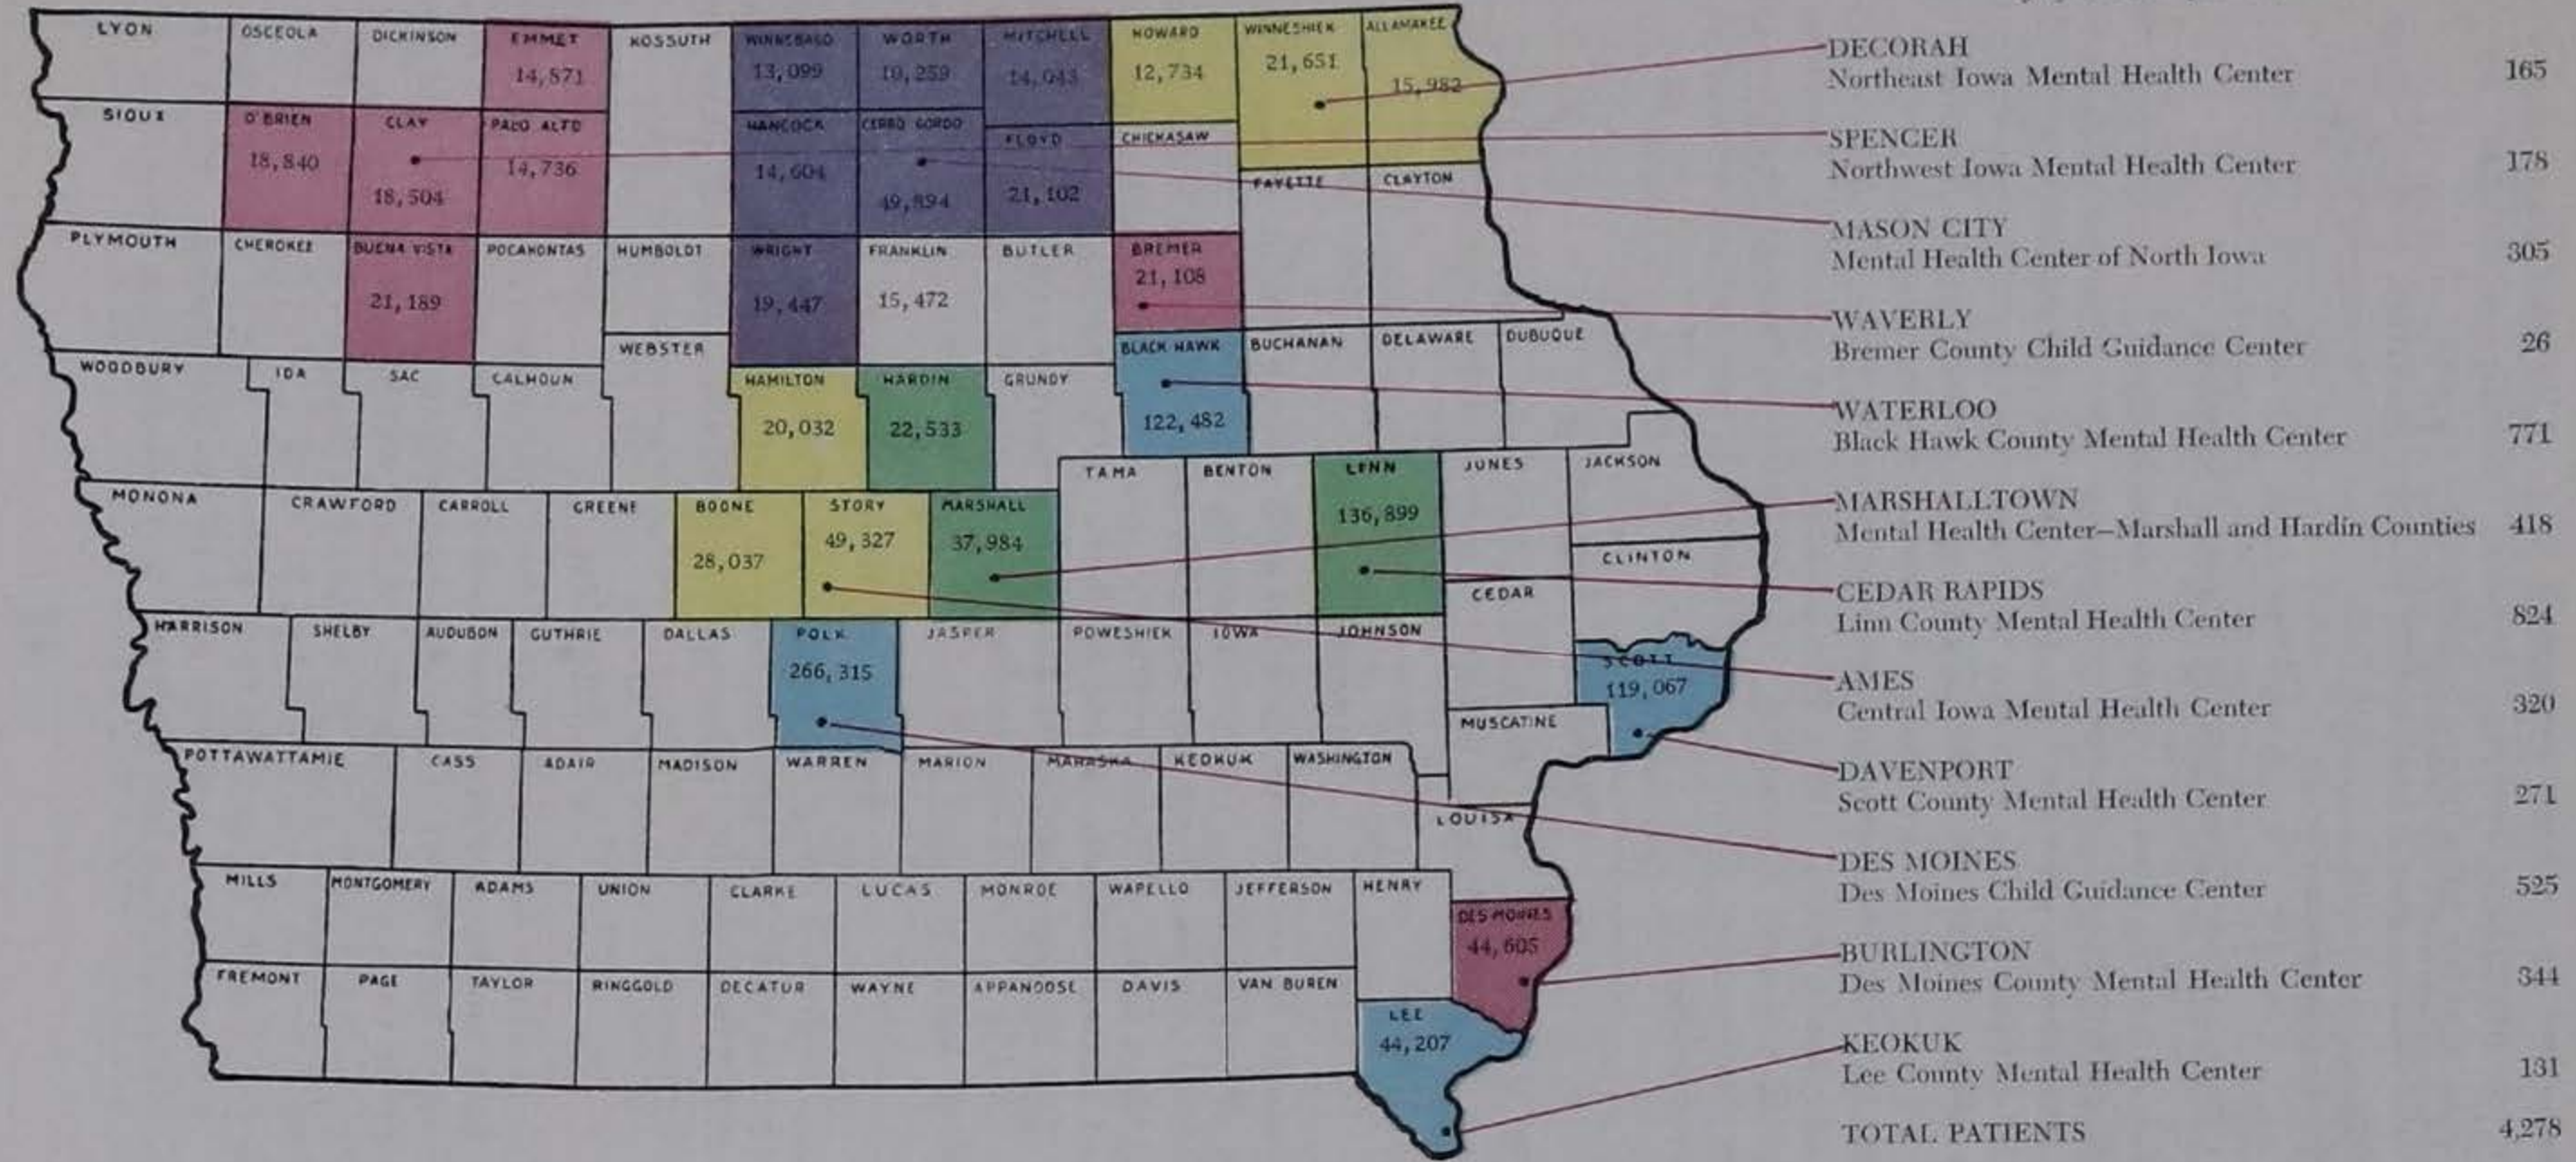 LYON
OSCEOLA
DICKINSON
EMMET
14,871
KOSSUTH
WINNEBAGO
13,099
WORTH
10,259
MITCHELL
14,043
HOWARD
12,734
WINNESHIEK
21,651
ALLAMAKEE
15,982
SIOUX
O'BRIEN
18,840
CLAY
18,504
PALO ALTO
14,736
HANCOCK
14,604
CERRO GORDO
49,894
FLOYD
21,102
CHICKASAW
FAYETTE
CLAYTON
PLYMOUTH
CHEROKEE
BUENA VISTA
21,189
POCAHONTAS
HUMBOLDT
WRIGHT
19,447
FRANKLIN
15,472
BUTLER
BREMER
21,108
WOODBURY
IDA
SAC
CALHOUN
WEBSTER
HAMILTON
20,032
HARDIN
22,533
GRUNDY
BLACK HAWK
122,482
BUCHANAN
DELAWARE
DUBUQUE
MONONA
CRAWFORD
CARROLL
GREENE
BOONE
28,037
STORY
49,327
MARSHALL
37,984
TAMA
BENTON
LINN
136,899
JONES
JACKSON
CLINTON
CEDAR
HARRISON
SHELBY
AUDUBON
GUTHRIE
DALLAS
POLK
266,315
JASPER
POWESHIEK
IOWA
JOHNSON
SCOTT
119,067
MUSCATINE
POTTAWATTAMIE
CASS
ADAIR
MADISON
WARREN
MARION
MAHASKA
KEOKUK
WASHINGTON
LOUISA
MILLS
MONTGOMERY
ADAMS
UNION
CLARKE
LUCAS
MONROE
WAPELLO
JEFFERSON
HENRY
DES MOINES
44,605
FREMONT
PAGE
TAYLOR
RINGGOLD
DECATUR
WAYNE
APPANOOSE
DAVIS
VAN BUREN
LEE
44,207
DECORAH
Northeast Iowa Mental Health Center 165
SPENCER
Northwest Iowa Mental Health Center 178
MASON CITY
Mental Health Center of North Iowa 305
WAVERLY
Bremer County Child Guidance Center 26
WATERLOO
Black Hawk County Mental Health Center 771
MARSHALLTOWN
Mental Health Center–Marshall and Hardin Counties 418
CEDAR RAPIDS
Linn County Mental Health Center 824
AMES
Central Iowa Mental Health Center 320
DAVENPORT
Scott County Mental Health Center 271
DES MOINES
Des Moines Child Guidance Center 525
BURLINGTON
Des Moines County Mental Health Center 344
KEOKUK
Lee County Mental Health Center 131
TOTAL PATIENTS 4,278